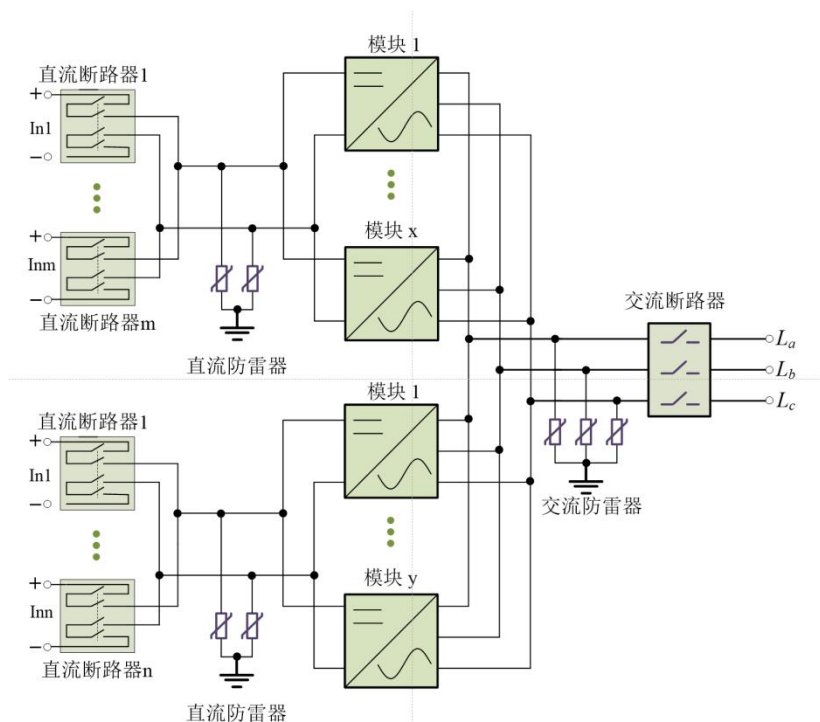 模块 1
直流断路器1
+
In1
−
模块 x
+
Inm
−
直流断路器m
直流防雷器
交流断路器
La
Lb
Lc
交流防雷器
模块 1
直流断路器1
+
In1
−
模块 y
+
Inn
−
直流断路器n
直流防雷器